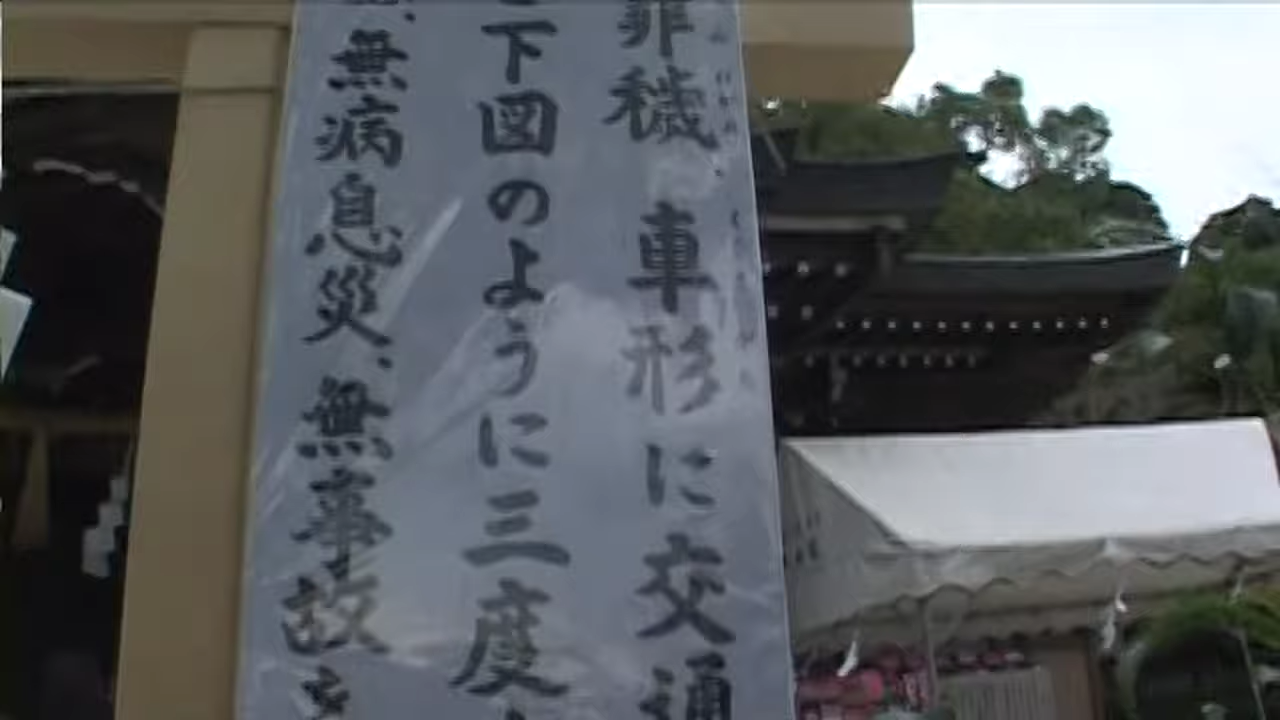 罪穢、車形に交通
下図のように三度
無病息災、無事故を